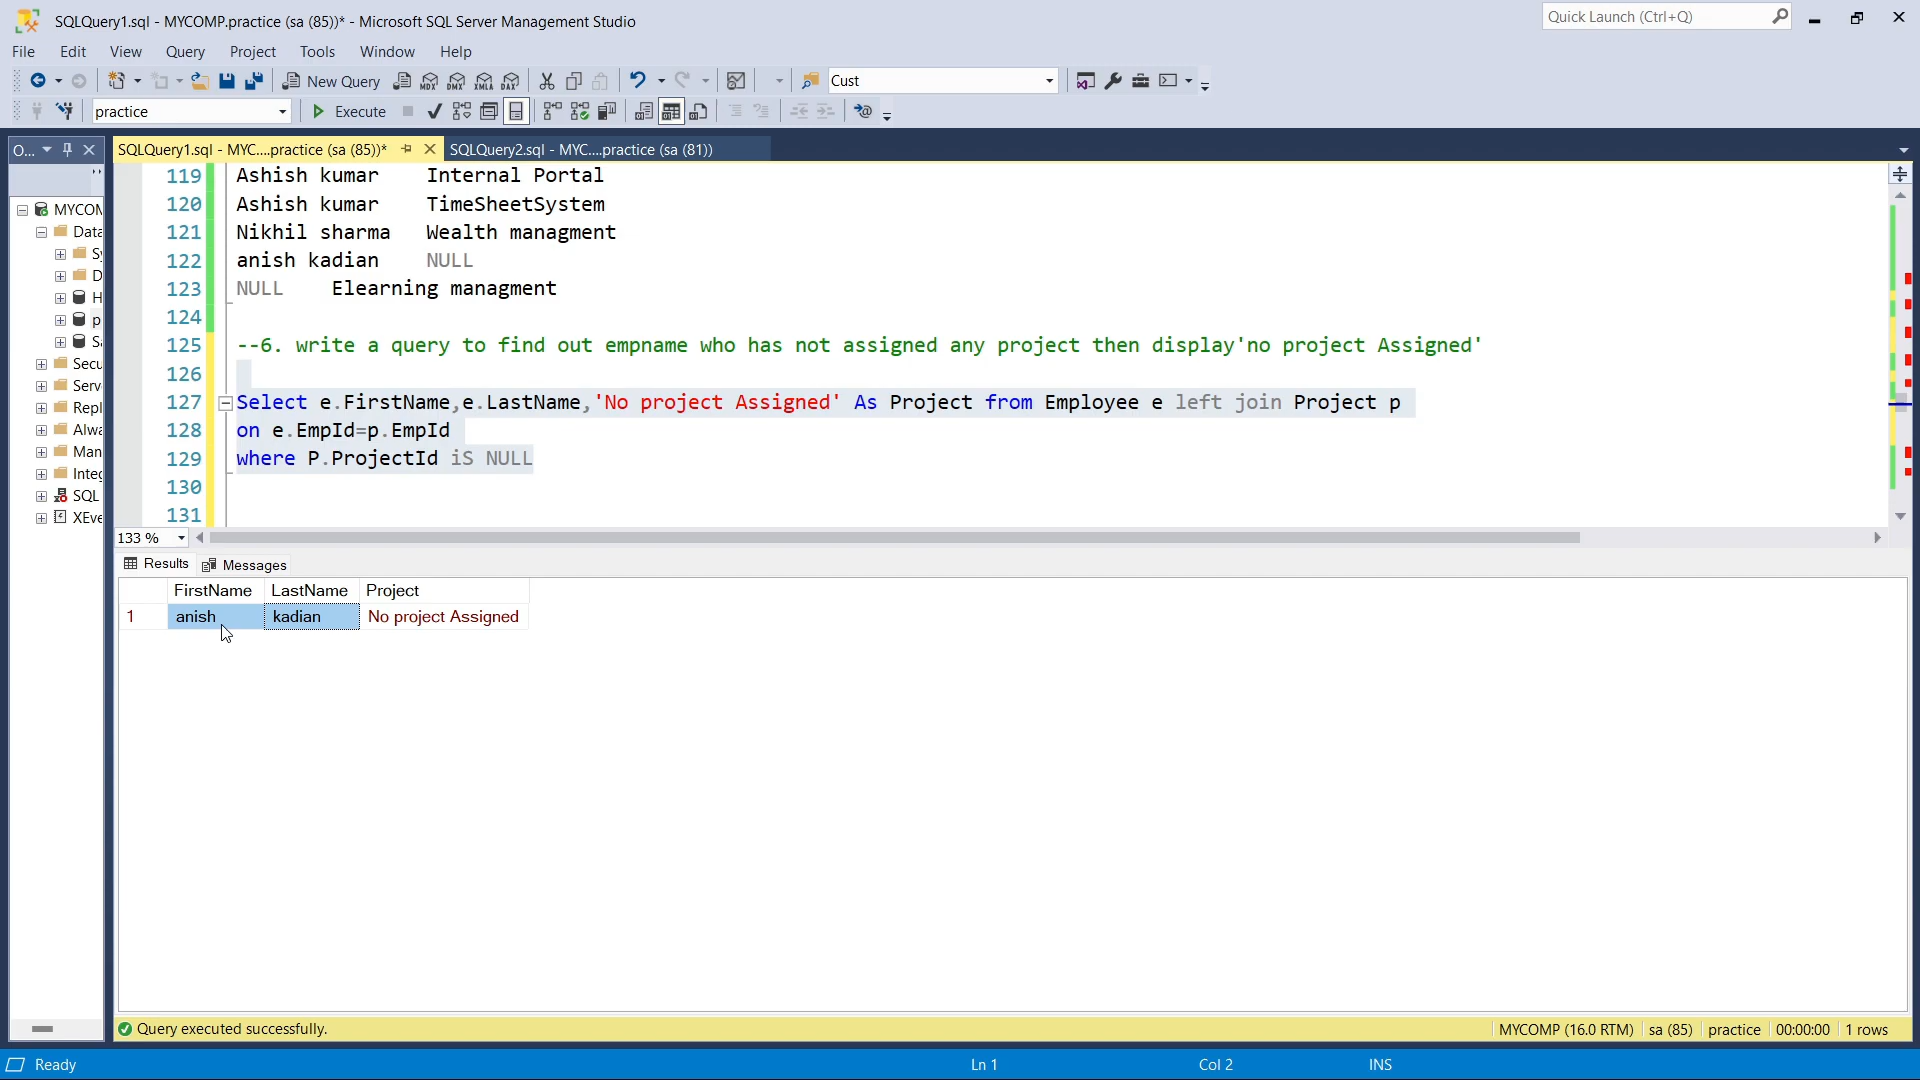 SQLQuery1.sql - MYCOMP.practice (sa (85))* - Microsoft SQL Server Management Studio
Quick Launch (Ctrl+Q)
File Edit View Query Project Tools Window Help
New Query MDX DMX XMLA DAX Cust
practice Execute
O... SQLQuery1.sql - MYC....practice (sa (85))* SQLQuery2.sql - MYC....practice (sa (81))
119 Ashish kumar Internal Portal
120 Ashish kumar TimeSheetSystem
121 Nikhil sharma Wealth managment
122 anish kadian NULL
123 NULL Elearning managment
124
125 --6. write a query to find out empname who has not assigned any project then display'no project Assigned'
126
127 Select e.FirstName,e.LastName,'No project Assigned' As Project from Employee e left join Project p
128 on e.EmpId=p.EmpId
129 where P.ProjectId iS NULL
130
131
MYCOM
Data
Sy
D
H
p
Sa
Secu
Serv
Repl
Alwa
Man
Integ
SQL
XEve
133 %
Results Messages
FirstName LastName Project
1 anish kadian No project Assigned
Query executed successfully. MYCOMP (16.0 RTM) sa (85) practice 00:00:00 1 rows
Ready Ln 1 Col 2 INS